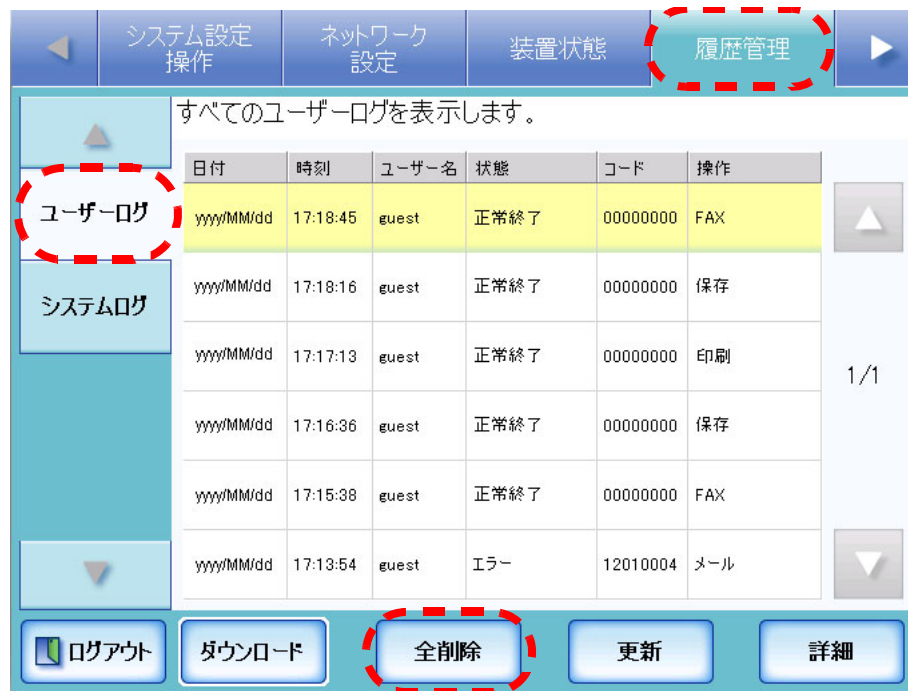 システム設定
操作
ネットワーク
設定
装置状態
履歴管理
すべてのユーザーログを表示します。
日付 時刻 ユーザー名 状態 コード 操作
ユーザーログ
yyyy/MM/dd 17:18:45 guest 正常終了 00000000 FAX
システムログ
yyyy/MM/dd 17:18:16 guest 正常終了 00000000 保存
yyyy/MM/dd 17:17:13 guest 正常終了 00000000 印刷
1/1
yyyy/MM/dd 17:16:36 guest 正常終了 00000000 保存
yyyy/MM/dd 17:15:38 guest 正常終了 00000000 FAX
yyyy/MM/dd 17:13:54 guest エラー 12010004 メール
ログアウト ダウンロード 全削除 更新 詳細